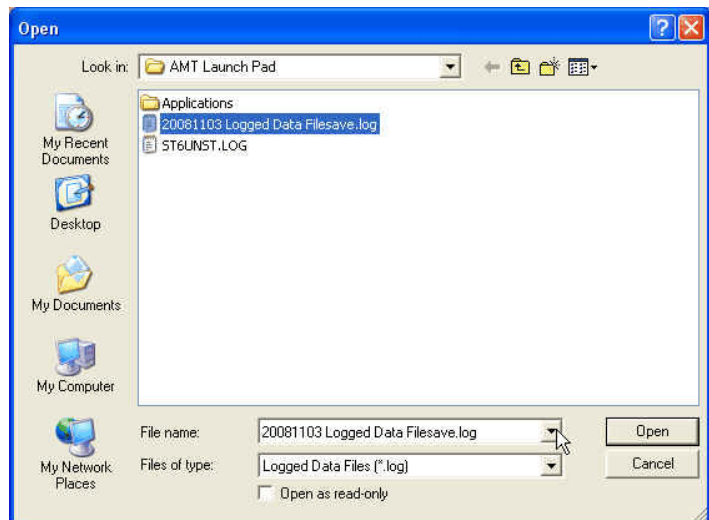 Open
Look in: AMT Launch Pad
Applications
20081103 Logged Data Filesave.log
ST6UNST.LOG
My Recent
Documents
Desktop
My Documents
My Computer
My Network
Places
File name: 20081103 Logged Data Filesave.log Open
Files of type: Logged Data Files (*.log) Cancel
Open as read-only